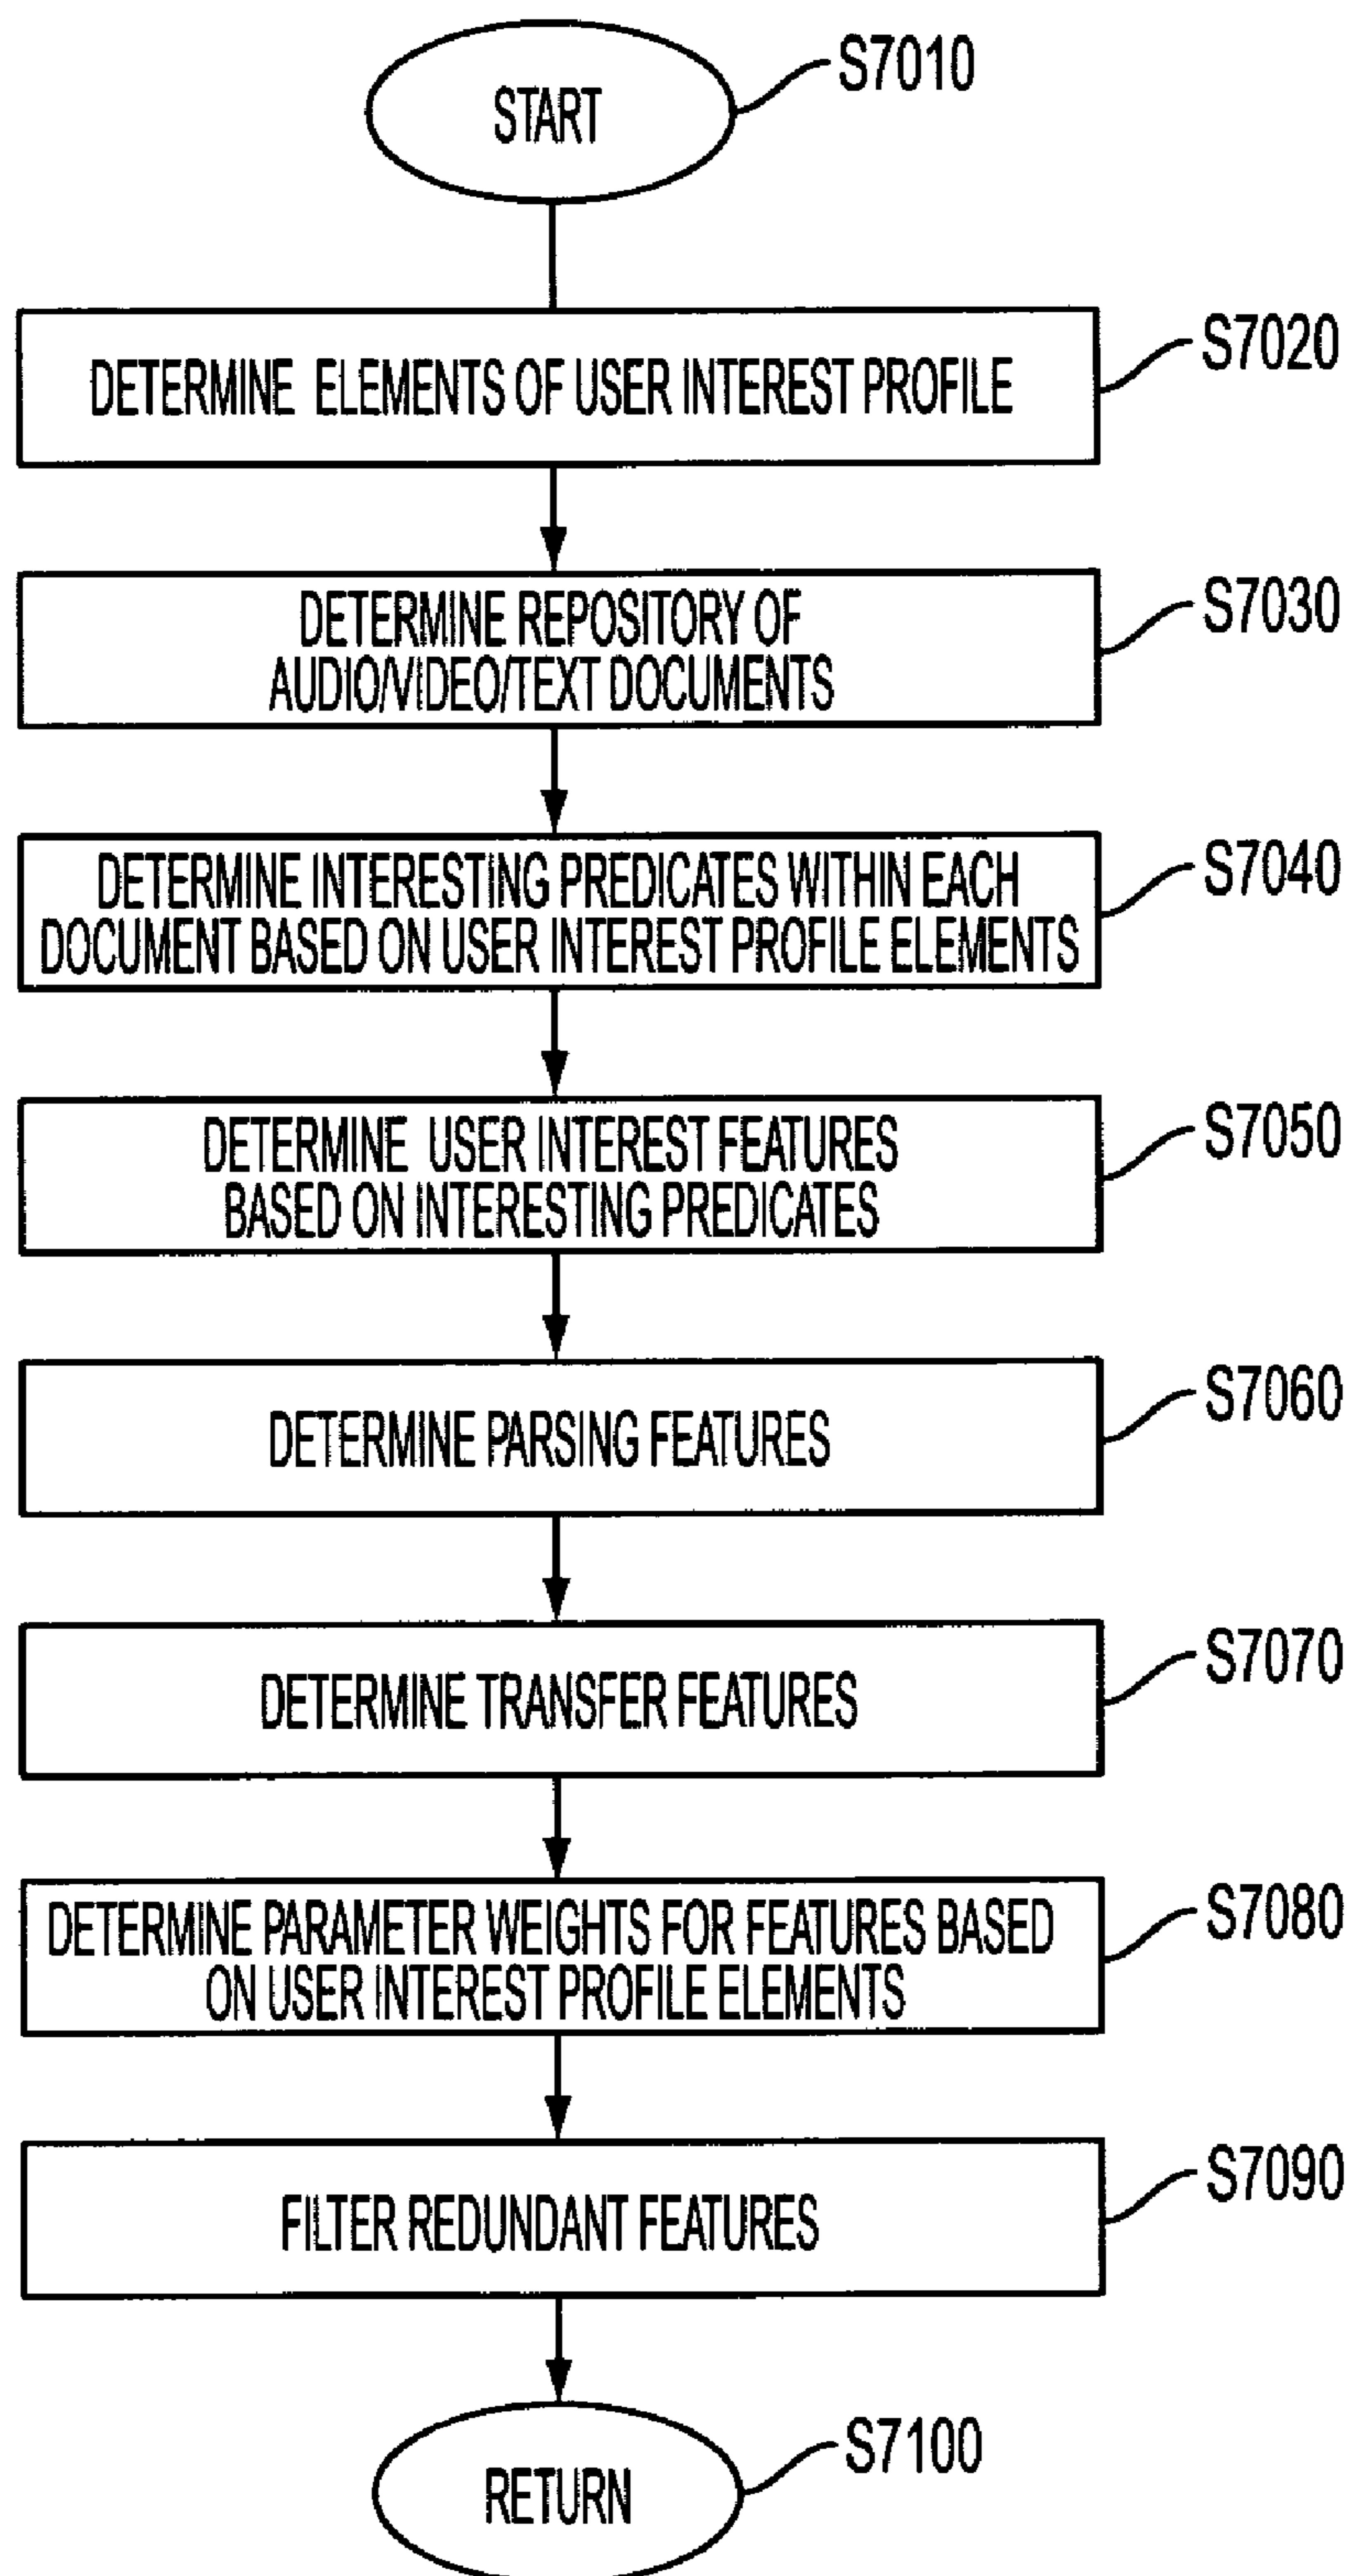 START
S7010
DETERMINE ELEMENTS OF USER INTEREST PROFILE
S7020
DETERMINE REPOSITORY OF
AUDIO/VIDEO/TEXT DOCUMENTS
S7030
DETERMINE INTERESTING PREDICATES WITHIN EACH
DOCUMENT BASED ON USER INTEREST PROFILE ELEMENTS
S7040
DETERMINE USER INTEREST FEATURES
BASED ON INTERESTING PREDICATES
S7050
DETERMINE PARSING FEATURES
S7060
DETERMINE TRANSFER FEATURES
S7070
DETERMINE PARAMETER WEIGHTS FOR FEATURES BASED
ON USER INTEREST PROFILE ELEMENTS
S7080
FILTER REDUNDANT FEATURES
S7090
RETURN
S7100